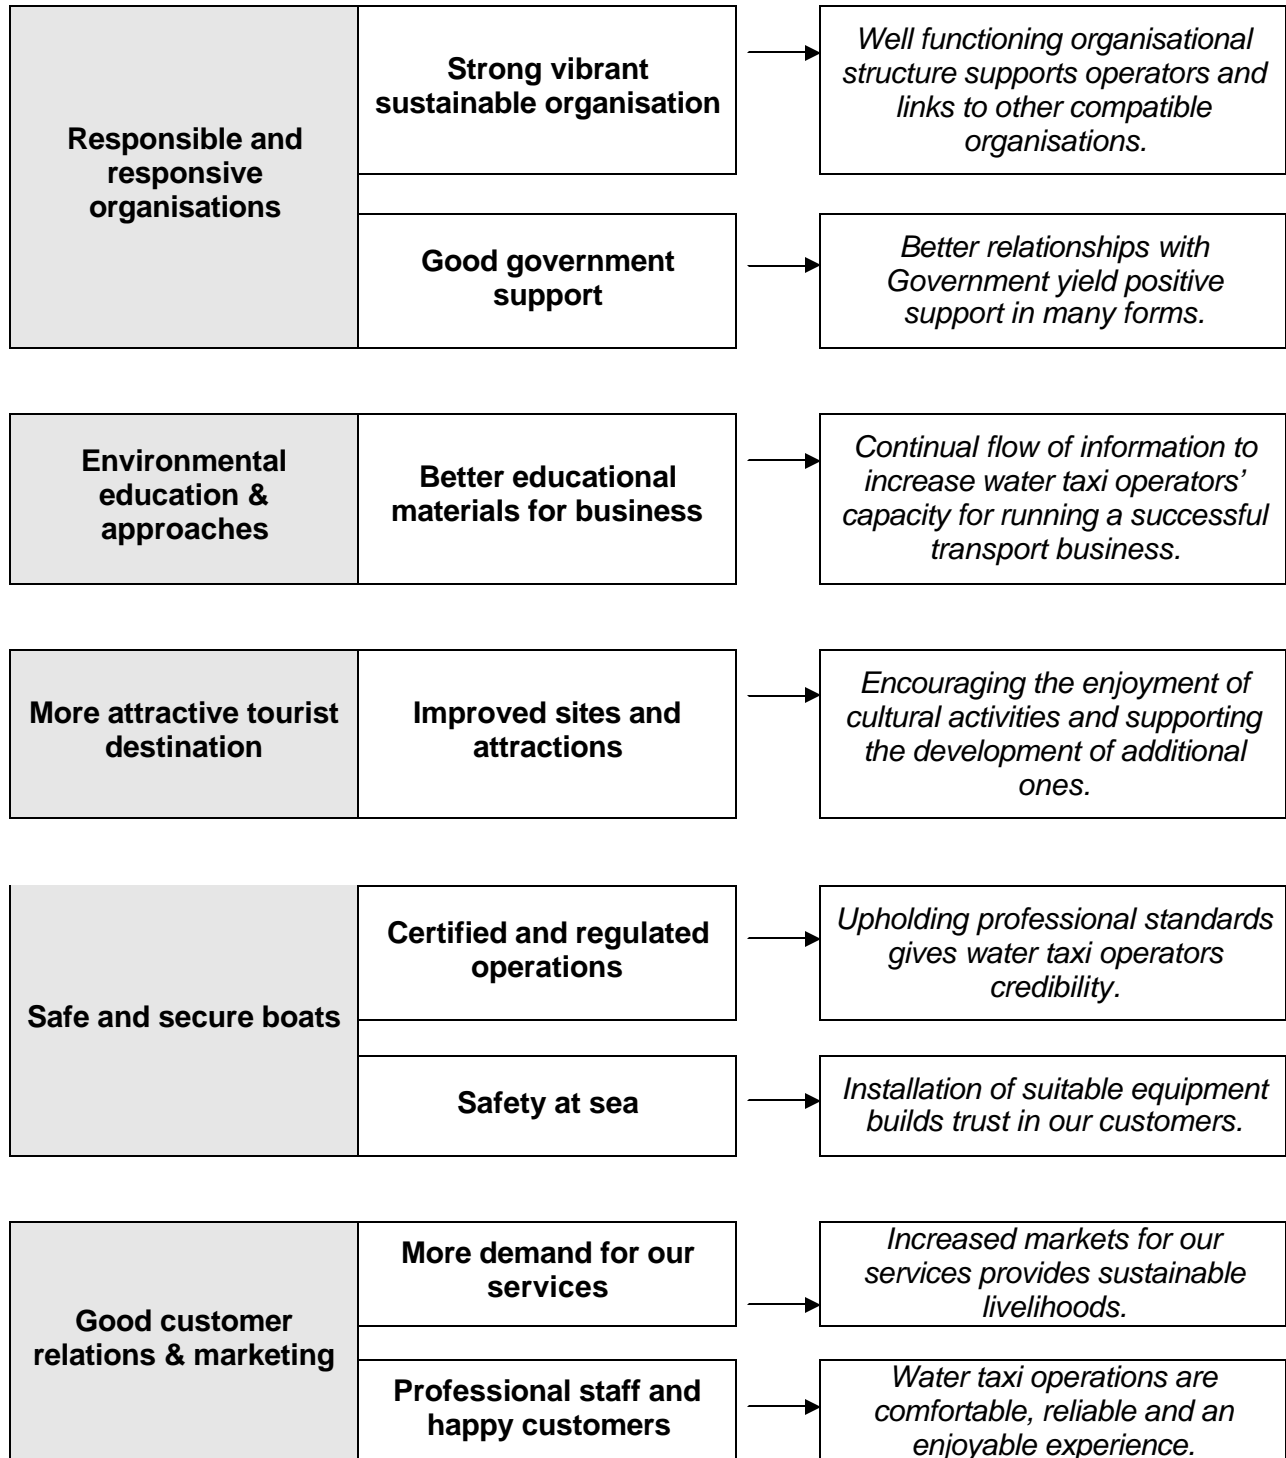 Responsible and
responsive
organisations
Strong vibrant
sustainable organisation
Well functioning organisational
structure supports operators and
links to other compatible
organisations.
Good government
support
Better relationships with
Government yield positive
support in many forms.
Environmental
education &
approaches
Better educational
materials for business
Continual flow of information to
increase water taxi operators’
capacity for running a successful
transport business.
More attractive tourist
destination
Improved sites and
attractions
Encouraging the enjoyment of
cultural activities and supporting
the development of additional
ones.
Safe and secure boats
Certified and regulated
operations
Upholding professional standards
gives water taxi operators
credibility.
Safety at sea
Installation of suitable equipment
builds trust in our customers.
Good customer
relations & marketing
More demand for our
services
Increased markets for our
services provides sustainable
livelihoods.
Professional staff and
happy customers
Water taxi operations are
comfortable, reliable and an
enjoyable experience.